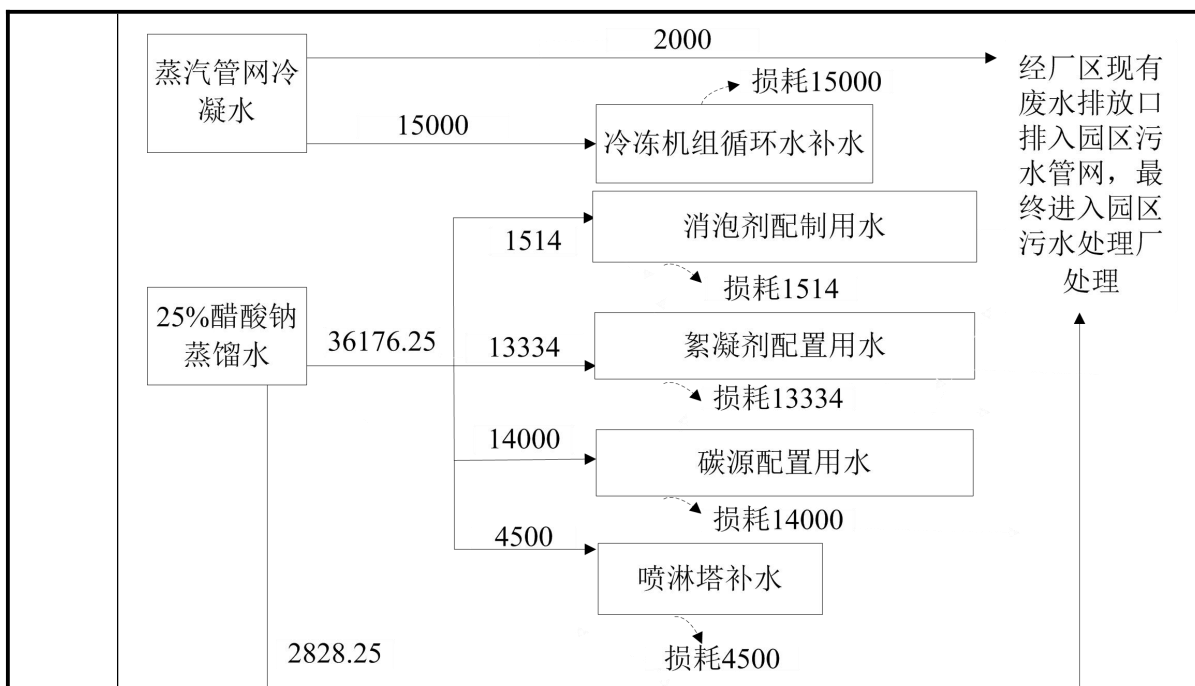 2000
蒸汽管网冷
凝水
经厂区现有
废水排放口
排入园区污
水管网，最
终进入园区
污水处理厂
处理
损耗15000
15000
冷冻机组循环水补水
1514
消泡剂配制用水
损耗1514
25%醋酸钠
蒸馏水
36176.25
13334
絮凝剂配置用水
损耗13334
14000
碳源配置用水
损耗14000
4500
喷淋塔补水
2828.25
损耗4500